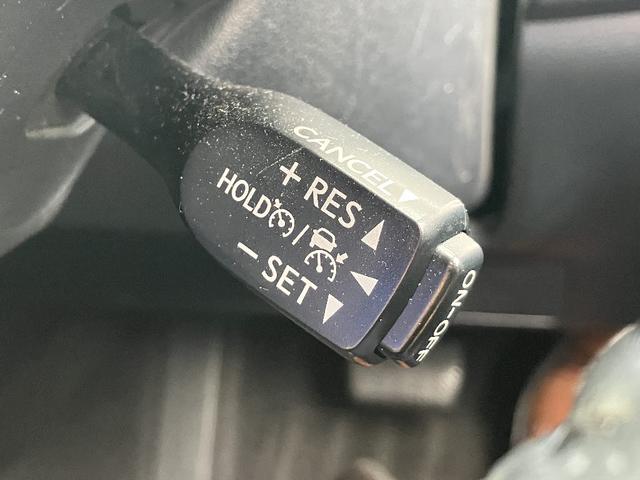 CANCEL
+ RES
HOLD /
− SET
ON-OFF